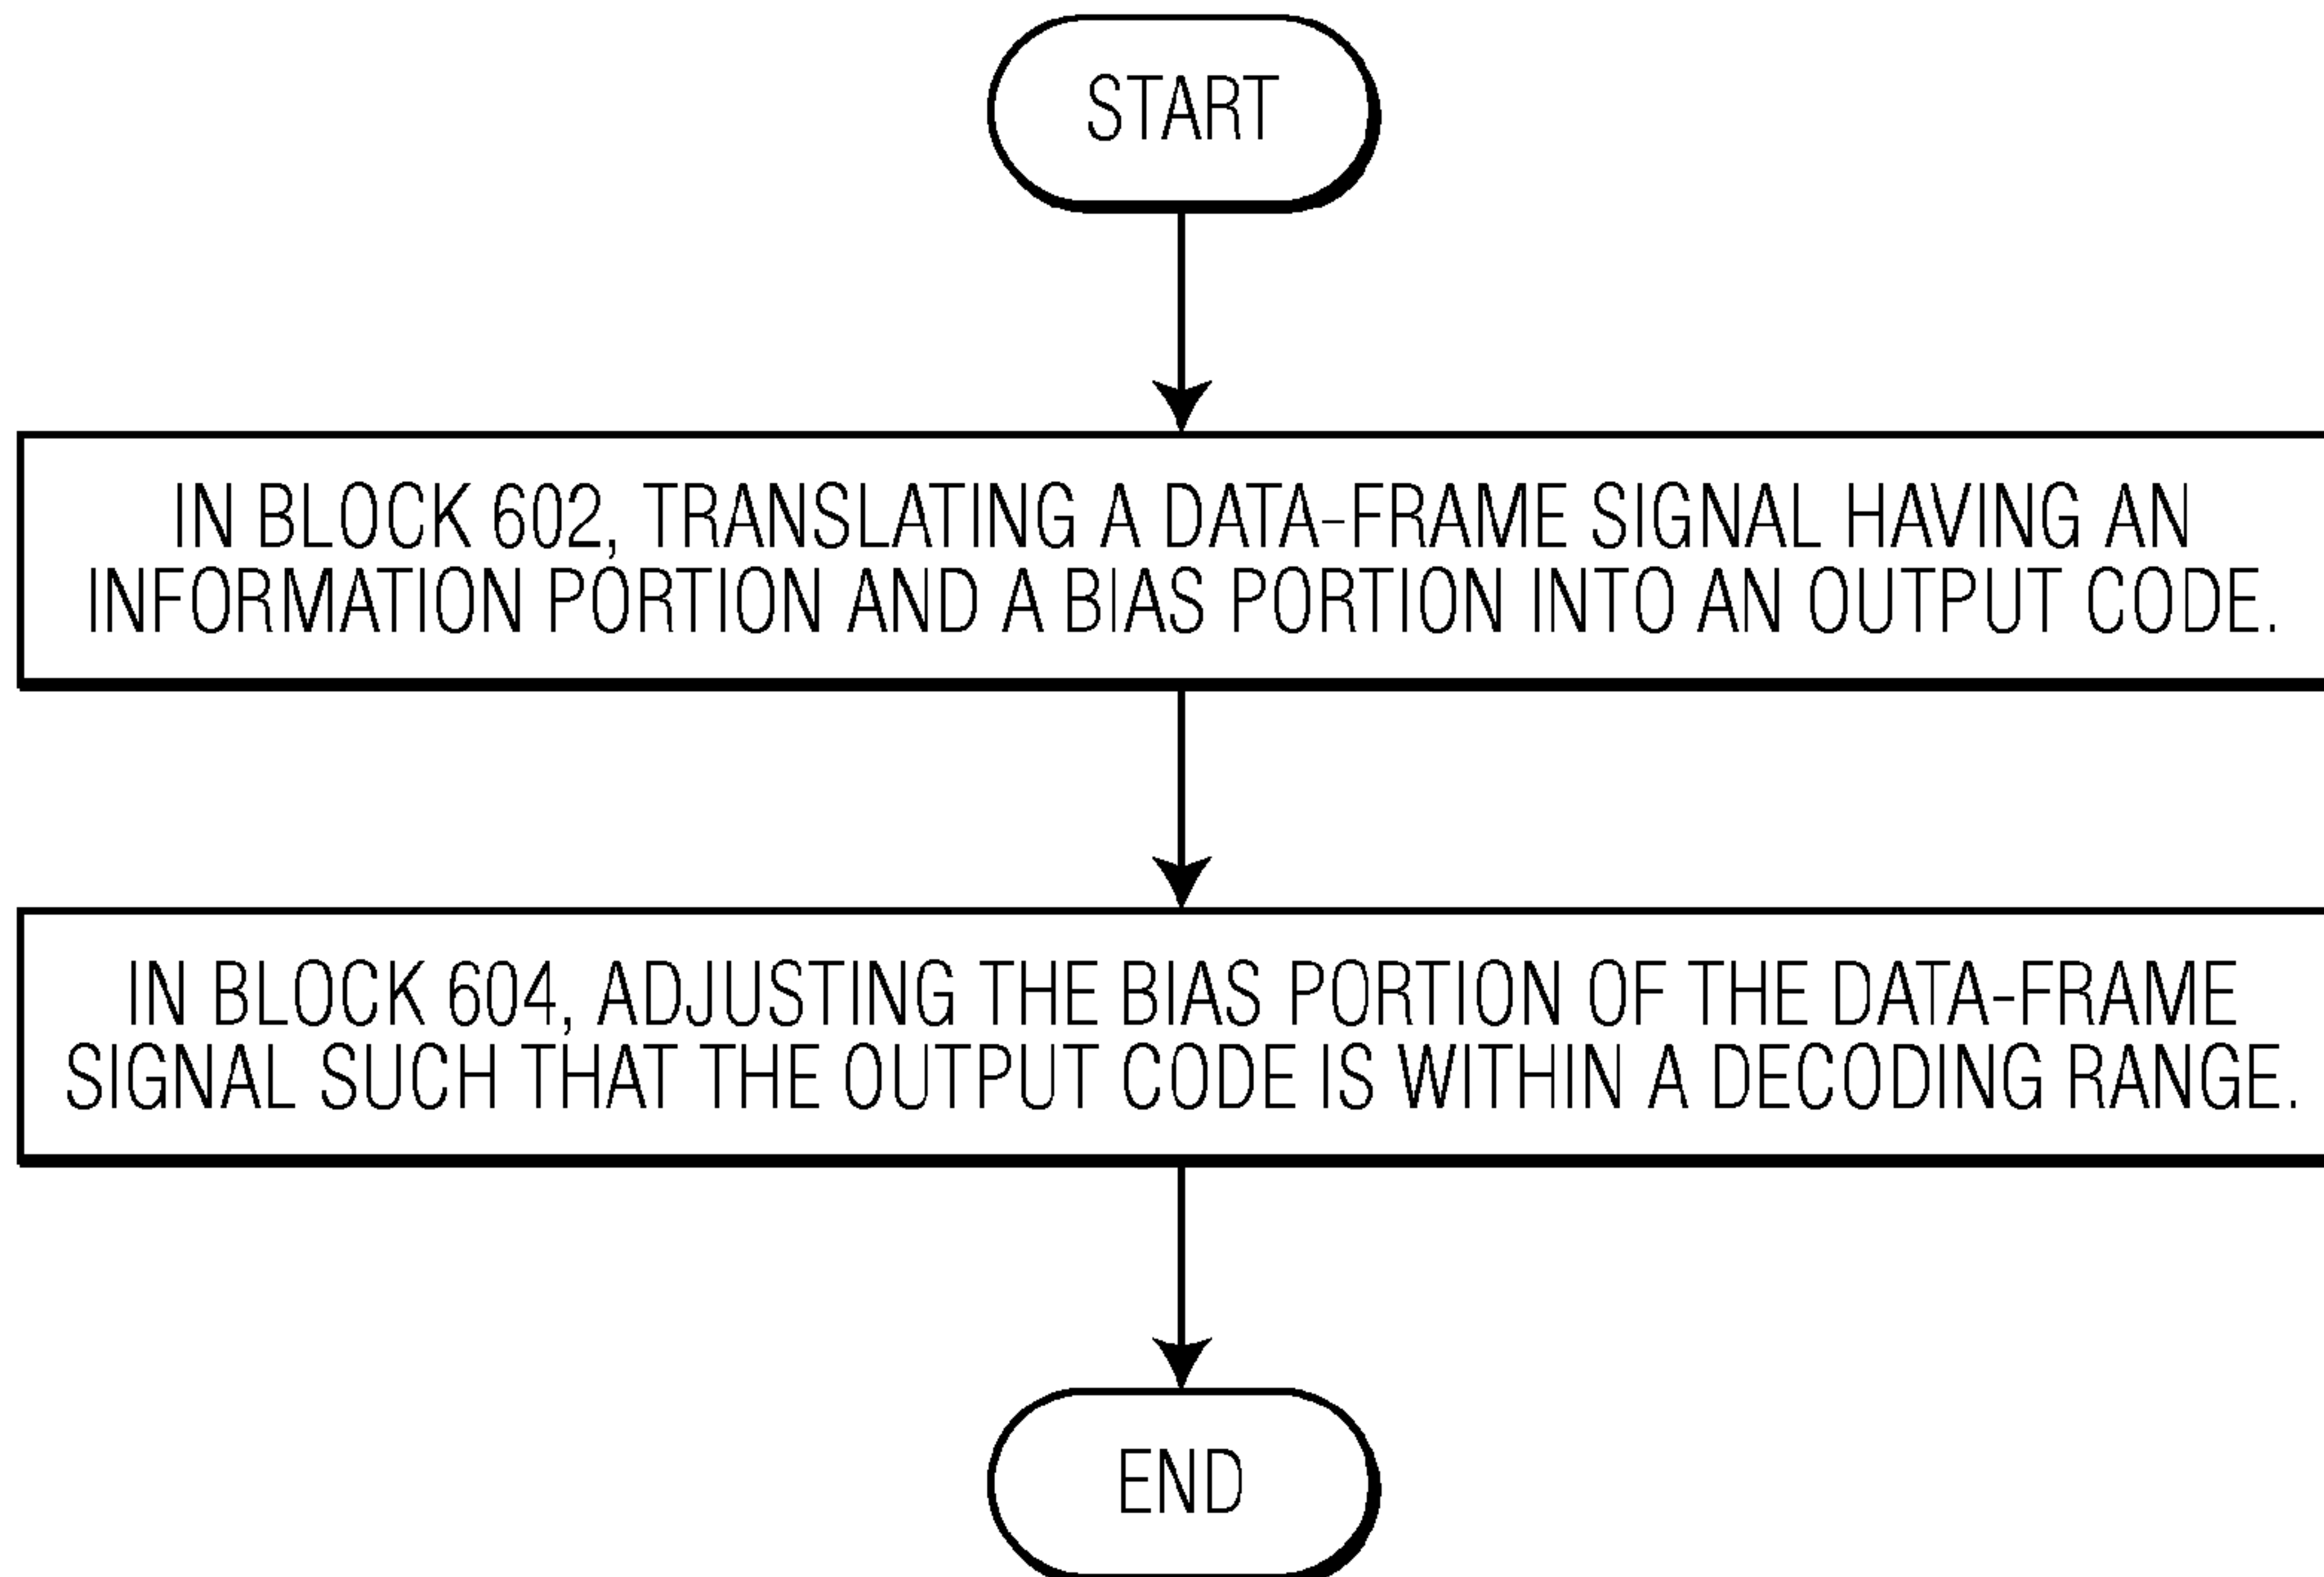 START
IN BLOCK 602, TRANSLATING A DATA-FRAME SIGNAL HAVING AN
INFORMATION PORTION AND A BIAS PORTION INTO AN OUTPUT CODE.
IN BLOCK 604, ADJUSTING THE BIAS PORTION OF THE DATA-FRAME
SIGNAL SUCH THAT THE OUTPUT CODE IS WITHIN A DECODING RANGE.
END